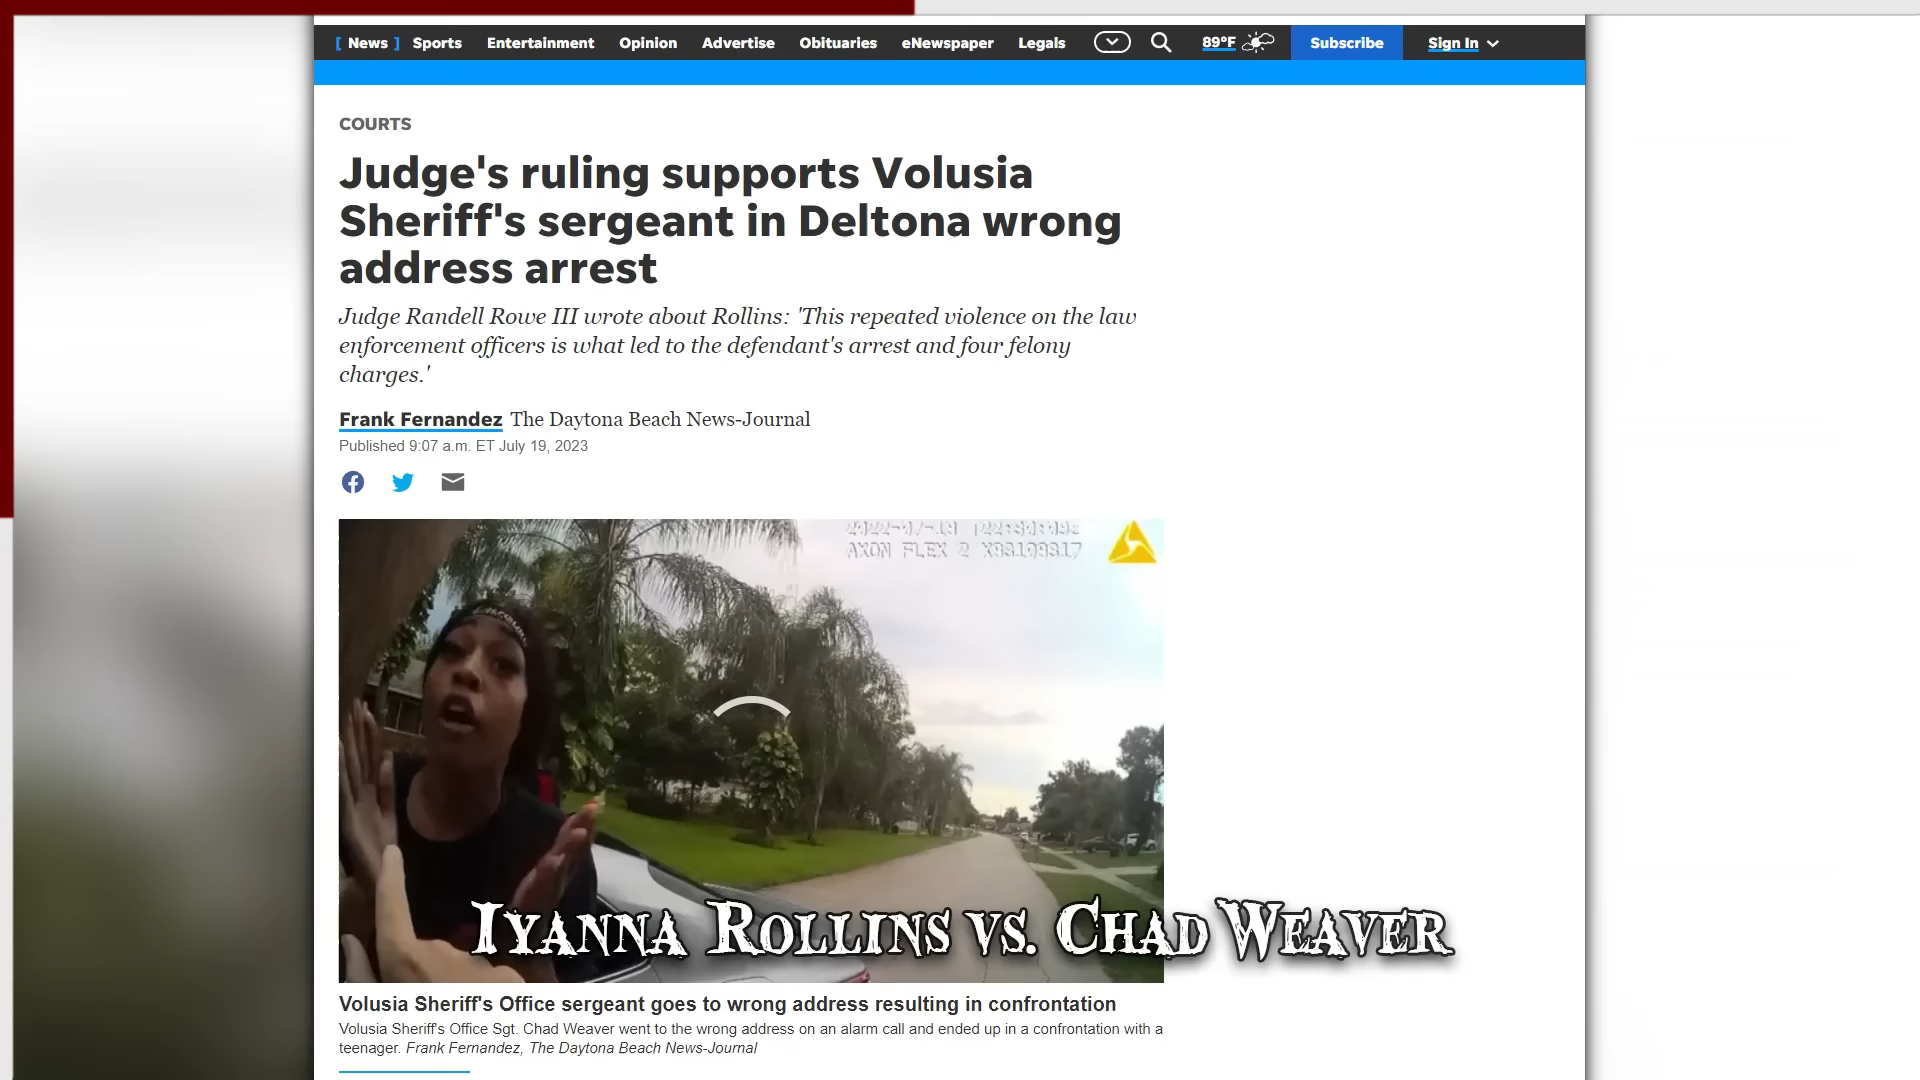 [ News ] Sports Entertainment Opinion Advertise Obituaries eNewspaper Legals 89°F Subscribe Sign In
COURTS
Judge's ruling supports Volusia
Sheriff's sergeant in Deltona wrong
address arrest
Judge Randell Rowe III wrote about Rollins: 'This repeated violence on the law
enforcement officers is what led to the defendant's arrest and four felony
charges.'
Frank Fernandez The Daytona Beach News-Journal
Published 9:07 a.m. ET July 19, 2023
AXON FLEX 2
IYANNA ROLLINS VS. CHAD WEAVER
Volusia Sheriff's Office sergeant goes to wrong address resulting in confrontation
Volusia Sheriff's Office Sgt. Chad Weaver went to the wrong address on an alarm call and ended up in a confrontation with a
teenager. Frank Fernandez, The Daytona Beach News-Journal